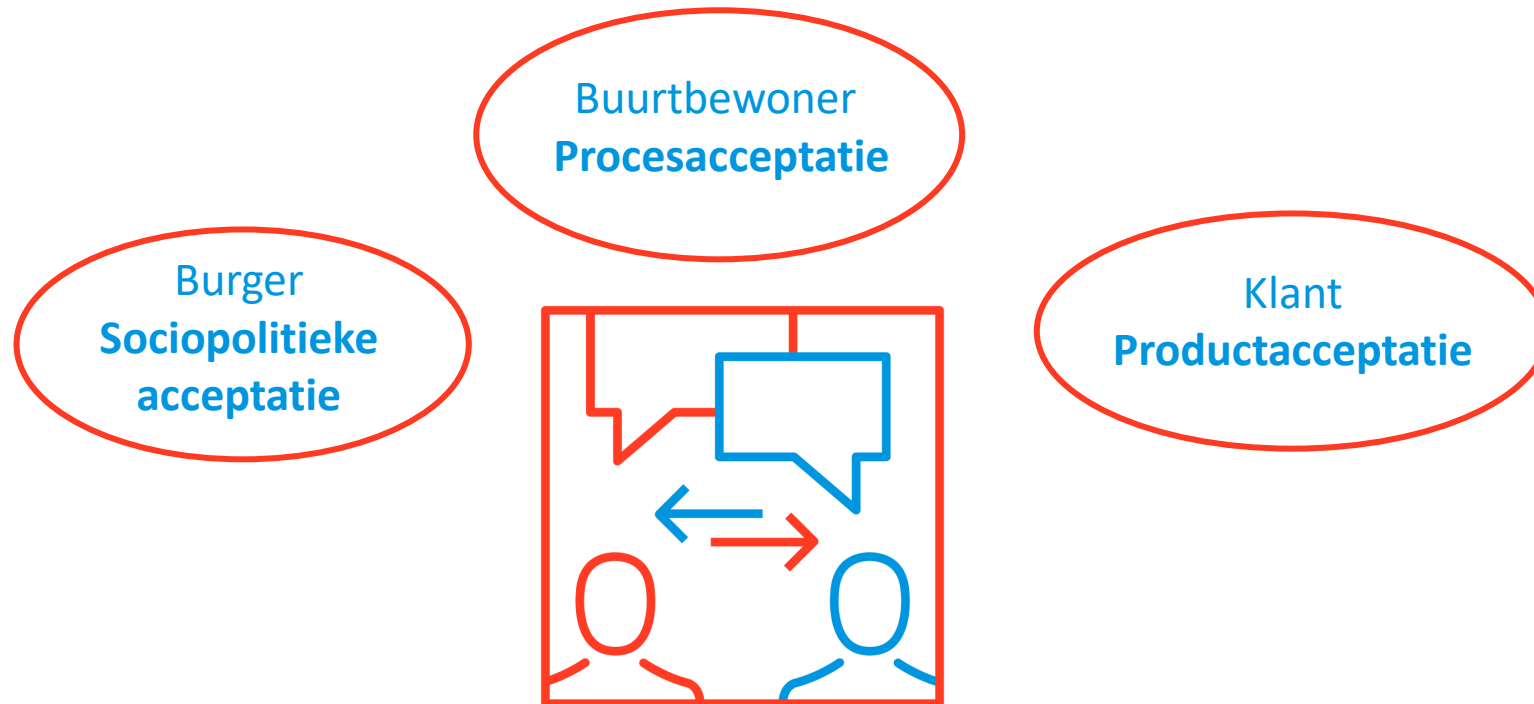 Buurtbewoner
Procesacceptatie
Burger
Sociopolitieke
acceptatie
Klant
Productacceptatie